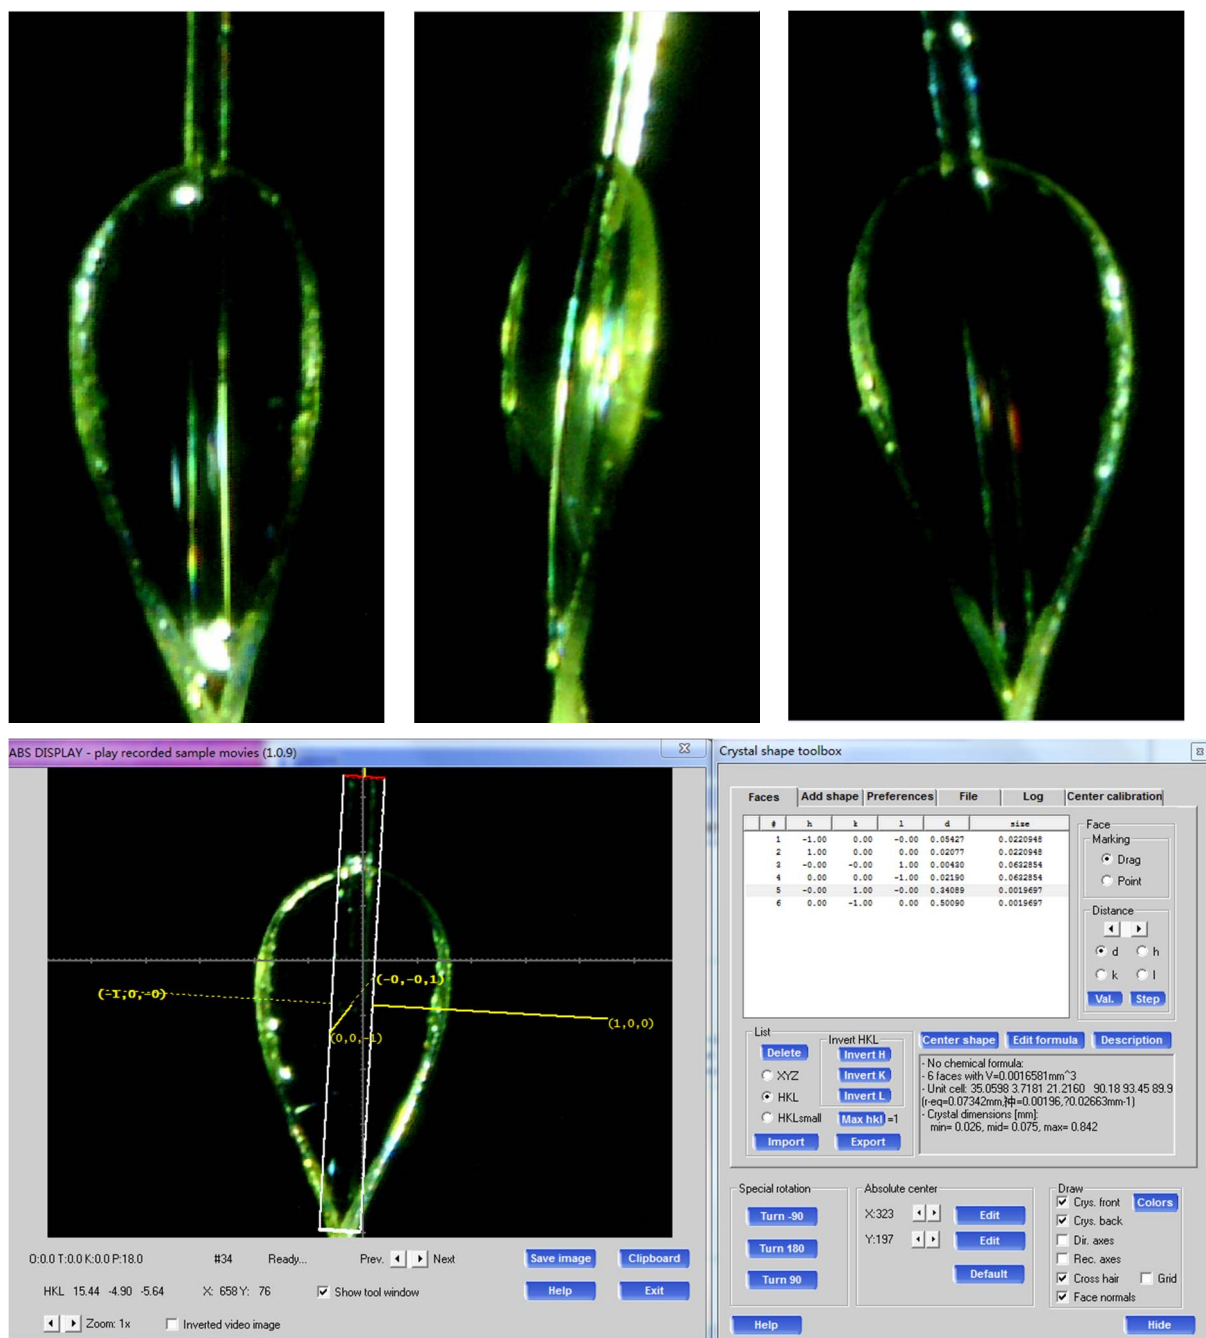 ABS DISPLAY - play recorded sample movies (1.0.9)
(-1,0,-0)
(-0,-0,1)
(1,0,0)
(0,0,-1)
O:0.0 T:0.0 K:0.0 P:18.0
#34
Ready...
Prev.
Next
Save image
Clipboard
HKL 15.44 -4.90 -5.64
X: 658 Y: 76
Show tool window
Help
Exit
Zoom: 1x
Inverted video image
Crystal shape toolbox
Faces
Add shape
Preferences
File
Log
Center calibration
# h k l d size
1 -1.00 0.00 -0.00 0.05427 0.0220948
2 1.00 0.00 0.00 0.02077 0.0220948
3 -0.00 -0.00 1.00 0.00430 0.0632854
4 0.00 0.00 -1.00 0.02190 0.0632854
5 -0.00 1.00 -0.00 0.34089 0.0019697
6 0.00 -1.00 0.00 0.50090 0.0019697
Face
Marking
Drag
Point
Distance
d h
k l
Val. Step
List
Delete
XYZ
HKL
HKLsmall
Import
Invert HKL
Invert H
Invert K
Invert L
Max hkl =1
Export
Center shape
Edit formula
Description
- No chemical formula:
- 6 faces with V=0.0016581mm^3
- Unit cell: 35.0598 3.7181 21.2160 90.18 93.45 89.9
(r-eq=0.07342mm, =0.00196,?0.02663mm-1)
- Crystal dimensions [mm]:
min= 0.026, mid= 0.075, max= 0.842
Special rotation
Turn -90
Turn 180
Turn 90
Absolute center
X:323
Edit
Y:197
Edit
Default
Draw
Crys. front
Colors
Crys. back
Dir. axes
Rec. axes
Cross hair
Grid
Face normals
Help
Hide